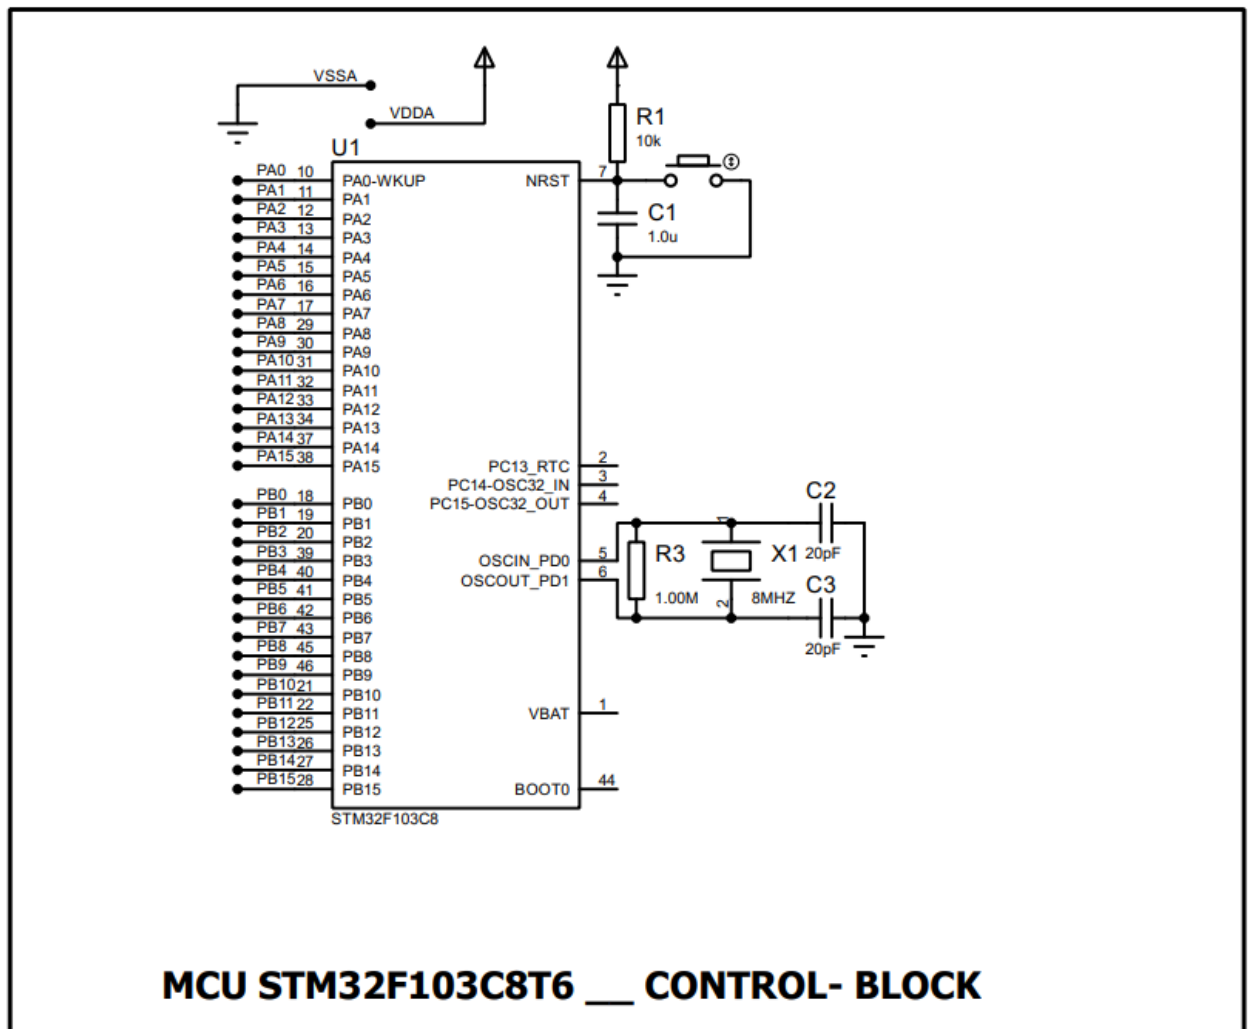 VSSA
VDDA
U1
R1
10k
PA0 10 PA0-WKUP
NRST 7
PA1 11 PA1
PA2 12 PA2
C1
1.0u
PA3 13 PA3
PA4 14 PA4
PA5 15 PA5
PA6 16 PA6
PA7 17 PA7
PA8 29 PA8
PA9 30 PA9
PA10 31 PA10
PA11 32 PA11
PA12 33 PA12
PA13 34 PA13
PA14 37 PA14
PA15 38 PA15
PC13_RTC 2
PC14-OSC32_IN 3
PC15-OSC32_OUT 4
PB0 18 PB0
PB1 19 PB1
PB2 20 PB2
PB3 39 PB3
PB4 40 PB4
PB5 41 PB5
PB6 42 PB6
PB7 43 PB7
PB8 45 PB8
PB9 46 PB9
PB10 21 PB10
PB11 22 PB11
PB12 25 PB12
PB13 26 PB13
PB14 27 PB14
PB15 28 PB15
OSCIN_PD0 5
OSCOUT_PD1 6
R3
1.00M
1
2
X1
8MHZ
C2
20pF
C3
20pF
VBAT 1
BOOT0 44
STM32F103C8
MCU STM32F103C8T6 __ CONTROL- BLOCK